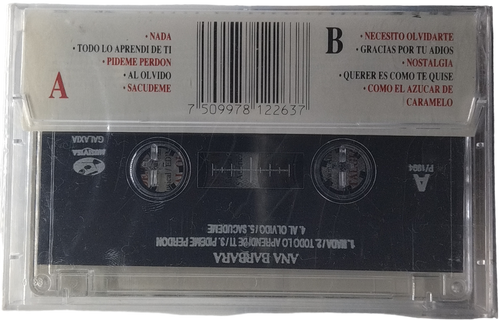 • NADA
• TODO LO APRENDI DE TI
• PIDEME PERDON
• AL OLVIDO
• SACUDEME
A
7 509978 122637
B
• NECESITO OLVIDARTE
• GRACIAS POR TU ADIOS
• NOSTALGIA
• QUERER ES COMO TE QUISE
• COMO EL AZUCAR DE
CARAMELO
A
P/1994
GALAXIA
ANA BARBARA
1. NADA / 2. TODO LO APRENDI DE TI / 3. PIDEME PERDON
4. AL OLVIDO / 5. SACUDEME